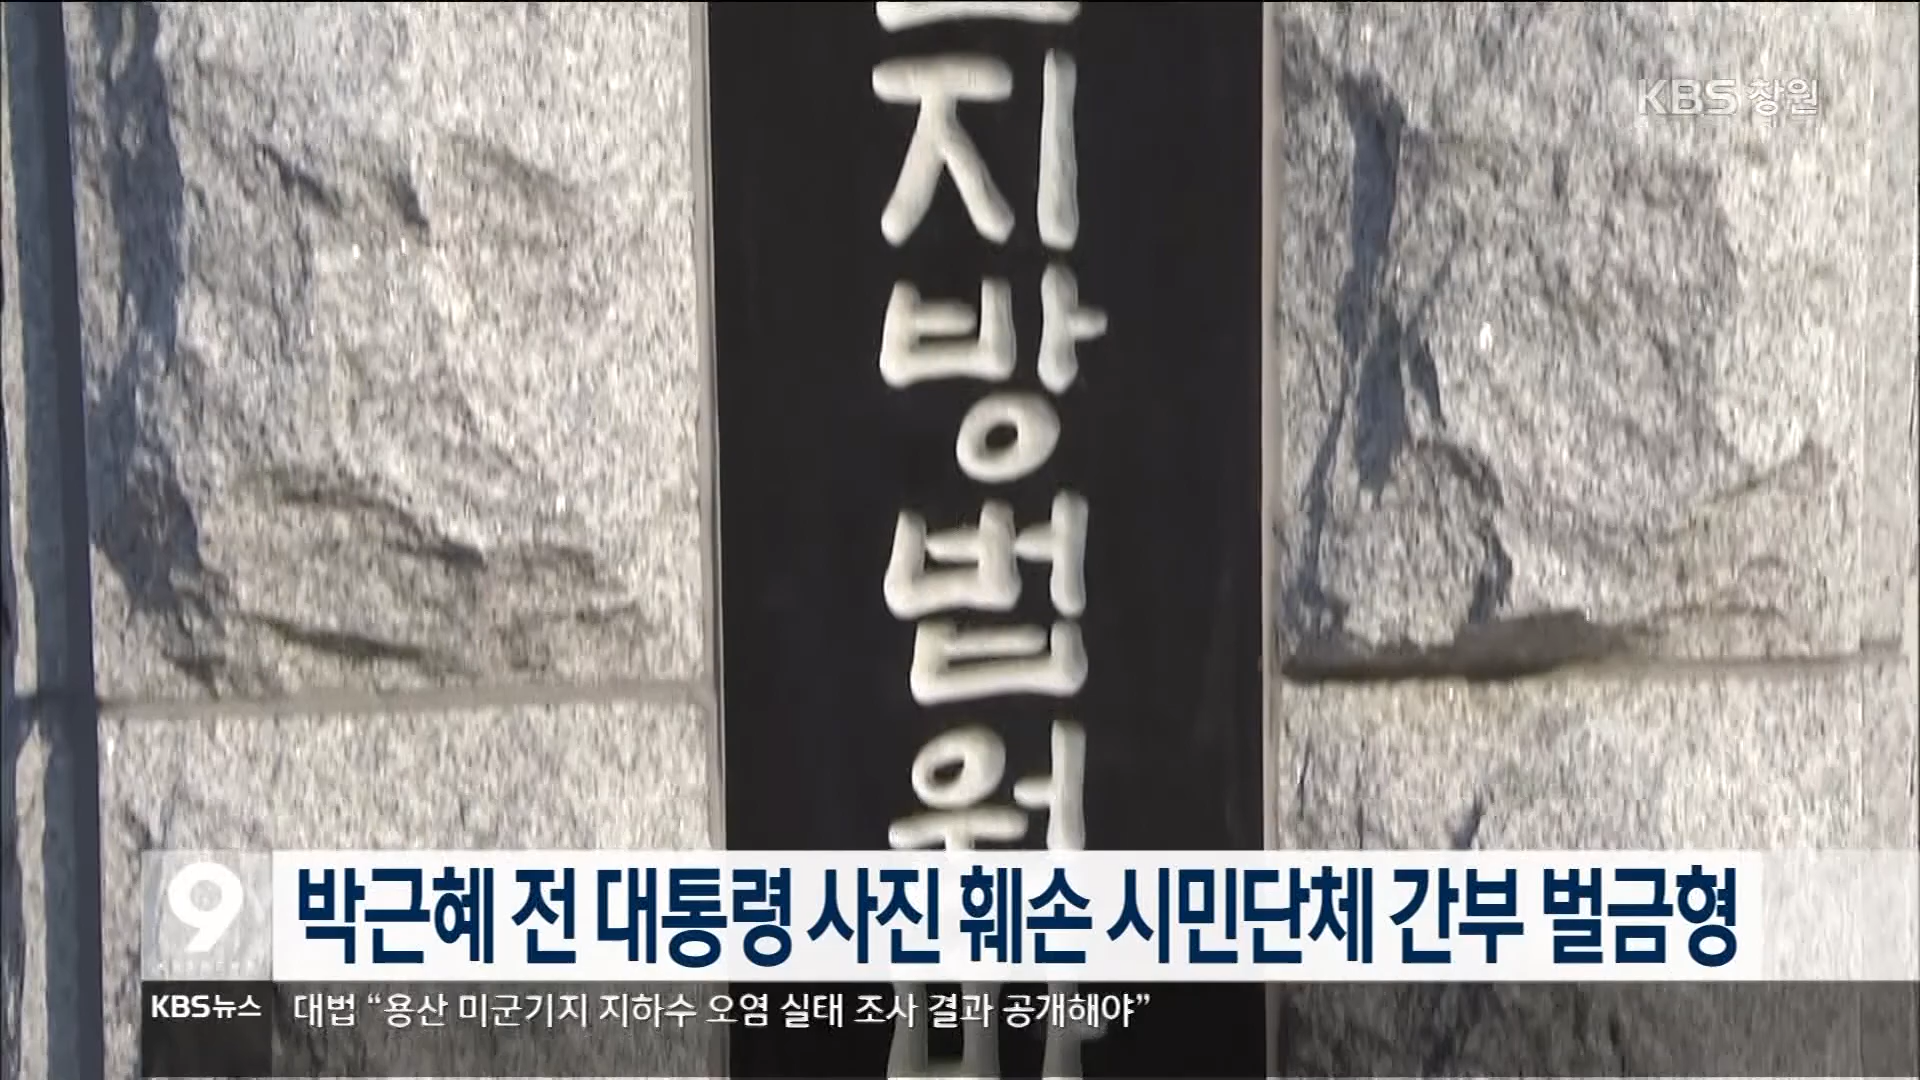 KBS 창원
지방법원
9
박근혜 전 대통령 사진 훼손 시민단체 간부 벌금형
KBS뉴스
대법 “용산 미군기지 지하수 오염 실태 조사 결과 공개해야”